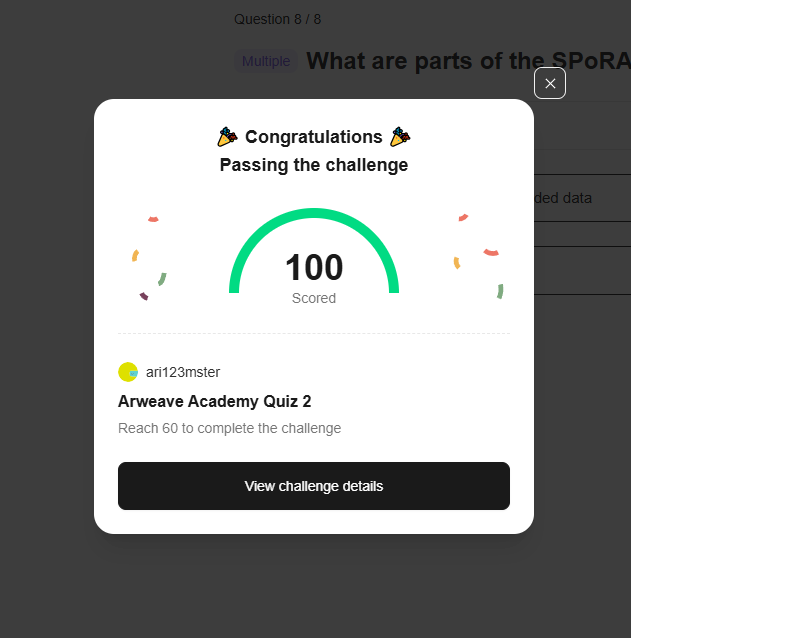 Question 8 / 8
Multiple What are parts of the SPoRA
ded data
Congratulations
Passing the challenge
100
Scored
ari123mster
Arweave Academy Quiz 2
Reach 60 to complete the challenge
View challenge details